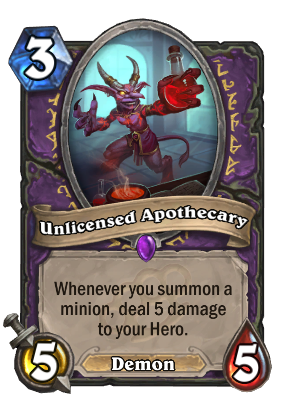 3
Unlicensed Apothecary
Whenever you summon a
minion, deal 5 damage
to your Hero.
5
Demon
5